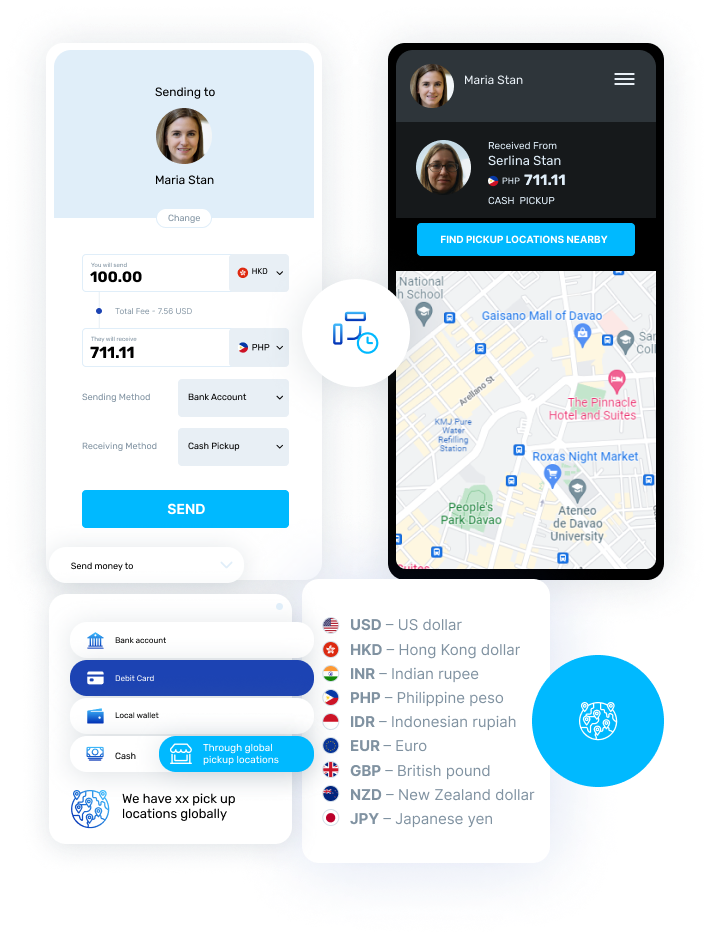 Sending to
Maria Stan
Change
You will send
100.00
HKD
Total Fee - 7.56 USD
They will receive
711.11
PHP
Sending Method
Bank Account
Receiving Method
Cash Pickup
SEND
Maria Stan
Received From
Serlina Stan
PHP 711.11
CASH PICKUP
FIND PICKUP LOCATIONS NEARBY
National
h School
Gaisano Mall of Davao
San
Coll
Arellano St
The Pinnacle
Hotel and Suites
KMJ Pure
Water
Refilling
Station
Roxas Night Market
People's
Park Davao
Ateneo
de Davao
University
Suites
Send money to
Bank account
Debit Card
Local wallet
Cash
Through global
pickup locations
We have xx pick up
locations globally
USD – US dollar
HKD – Hong Kong dollar
INR – Indian rupee
PHP – Philippine peso
IDR – Indonesian rupiah
EUR – Euro
GBP – British pound
NZD – New Zealand dollar
JPY – Japanese yen